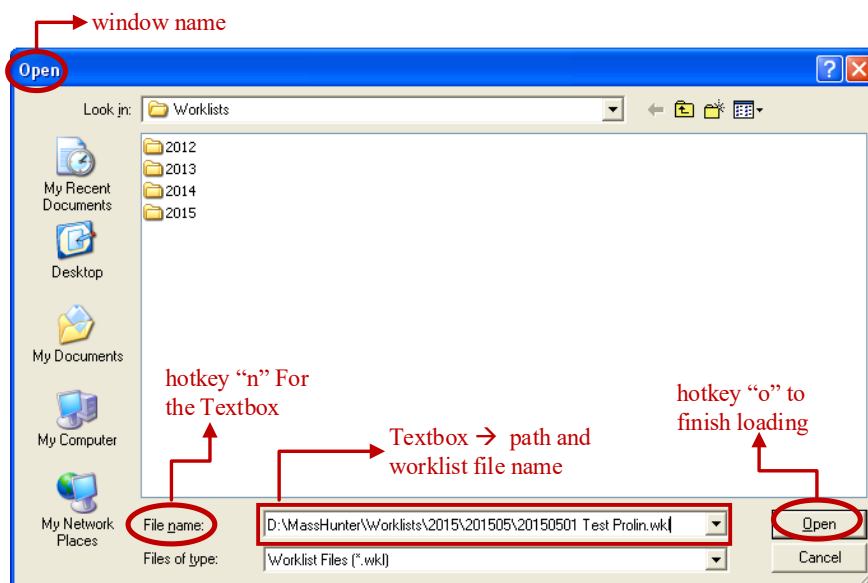 window name
Open
Look in:
Worklists
2012
2013
2014
2015
My Recent
Documents
Desktop
My Documents
My Computer
My Network
Places
hotkey “n” For
the Textbox
Textbox → path and
worklist file name
hotkey “o” to
finish loading
File name:
D:\MassHunter\Worklists\2015\201505\20150501 Test Prolin.wkl
Open
Files of type:
Worklist Files (*.wkl)
Cancel